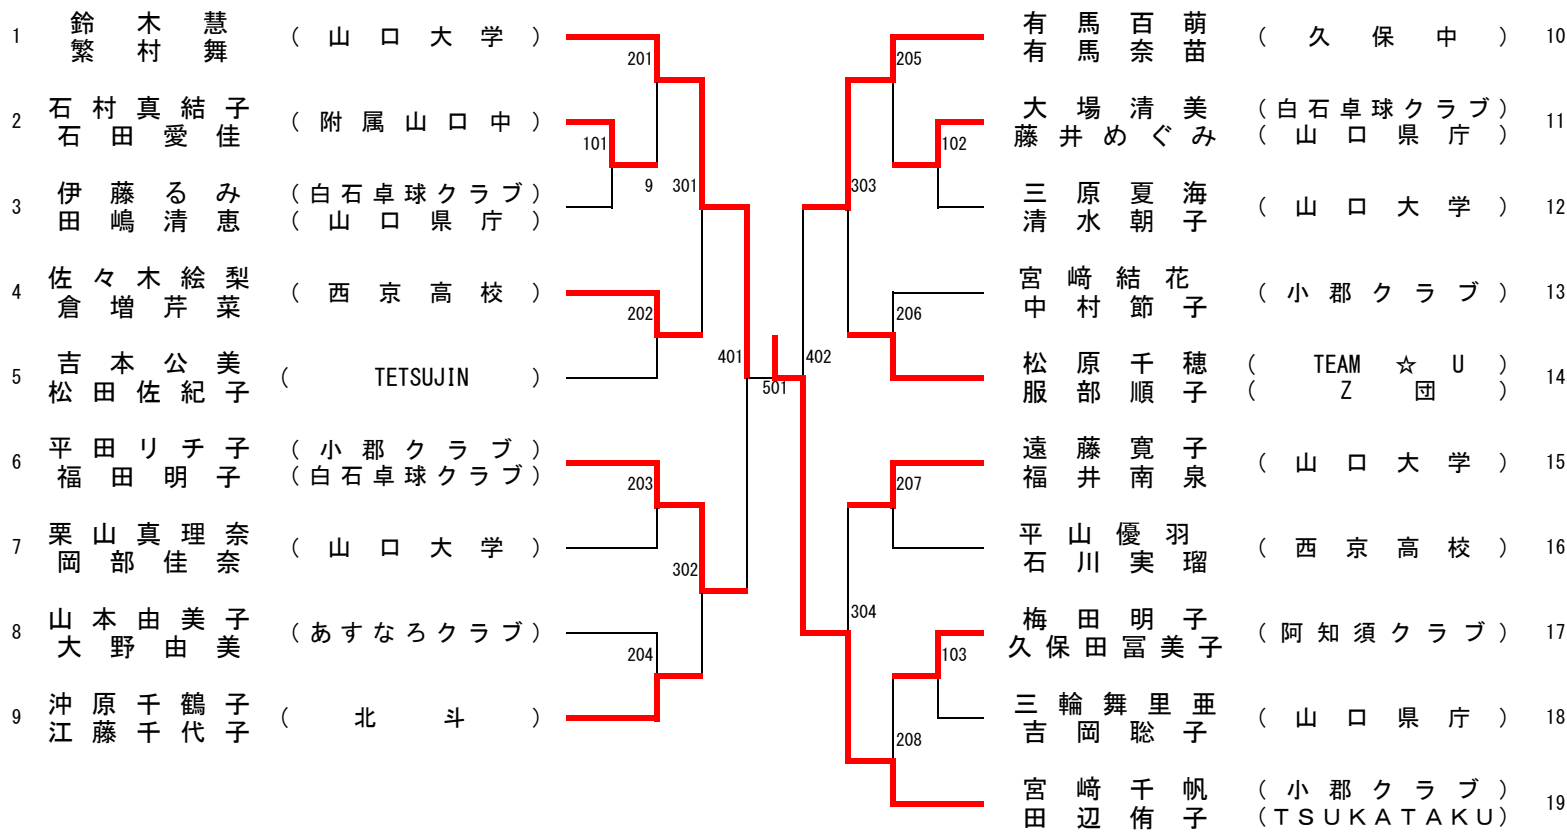 1 鈴木慧 (山口大学)
繁村舞
201
2 石村真結子 (附属山口中)
石田愛佳
101
9 301
3 伊藤るみ (白石卓球クラブ)
田嶋清恵 (山口県庁)
4 佐々木絵梨 (西京高校)
倉増芹菜
202
401
5 吉本公美 (TETSUJIN)
松田佐紀子
501
6 平田リチ子 (小郡クラブ)
福田明子 (白石卓球クラブ)
203
7 栗山真理奈 (山口大学)
岡部佳奈
302
8 山本由美子 (あすなろクラブ)
大野由美
204
9 沖原千鶴子 (北斗)
江藤千代子
有馬百萌 (久保中) 10
有馬奈苗
205
大場清美 (白石卓球クラブ) 11
藤井めぐみ (山口県庁)
102
303
三原夏海 (山口大学) 12
清水朝子
宮﨑結花 (小郡クラブ) 13
中村節子
206
402
松原千穂 (TEAM ☆ U) 14
服部順子 (Z団)
遠藤寛子 (山口大学) 15
福井南泉
207
平山優羽 (西京高校) 16
石川実瑠
304
梅田明子 (阿知須クラブ) 17
久保田冨美子
103
三輪舞里亜 (山口県庁) 18
吉岡聡子
208
宮﨑千帆 (小郡クラブ) 19
田辺侑子 (TSUKATAKU)